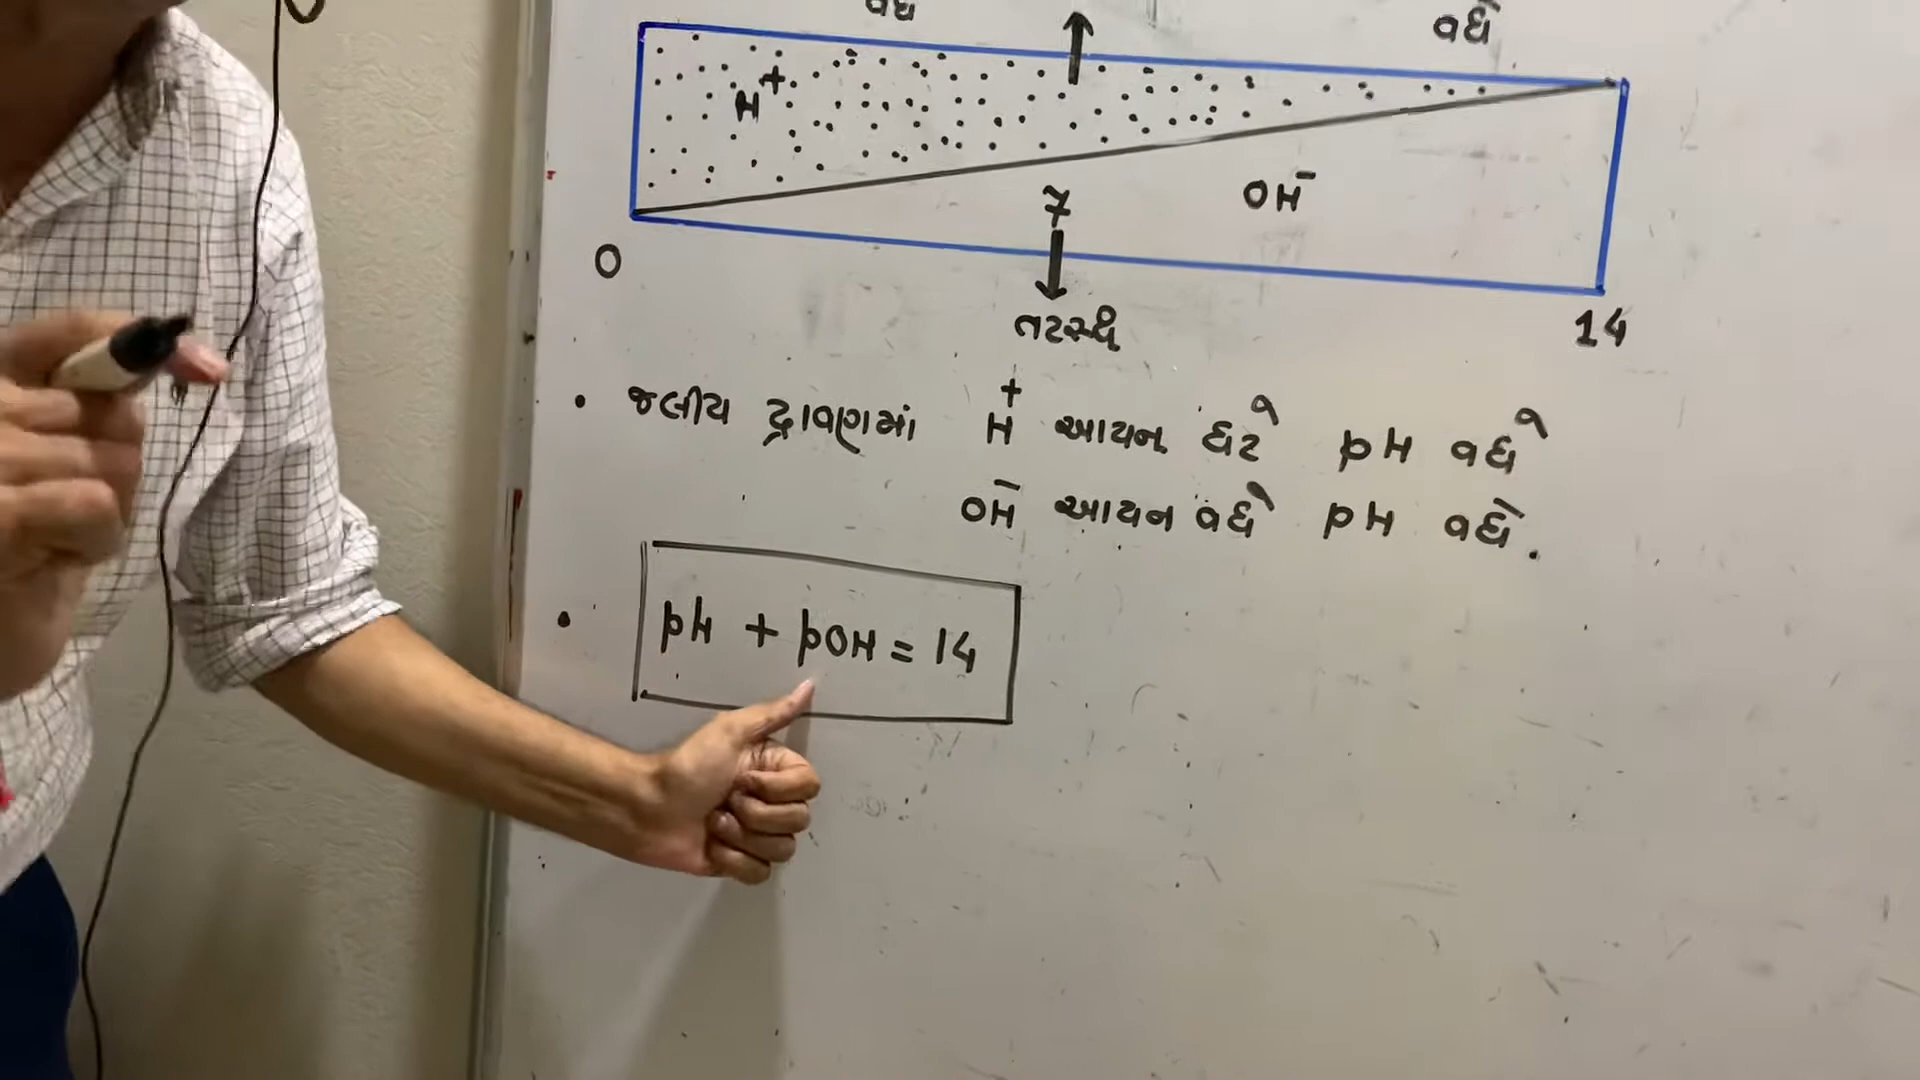 વધે
H⁺
7
OH⁻
0
તટસ્થ
14
• જલીય દ્રાવણમાં H⁺ આયન ઘટે pH વધે
OH⁻ આયન વધે pH વધે.
• pH + pOH = 14